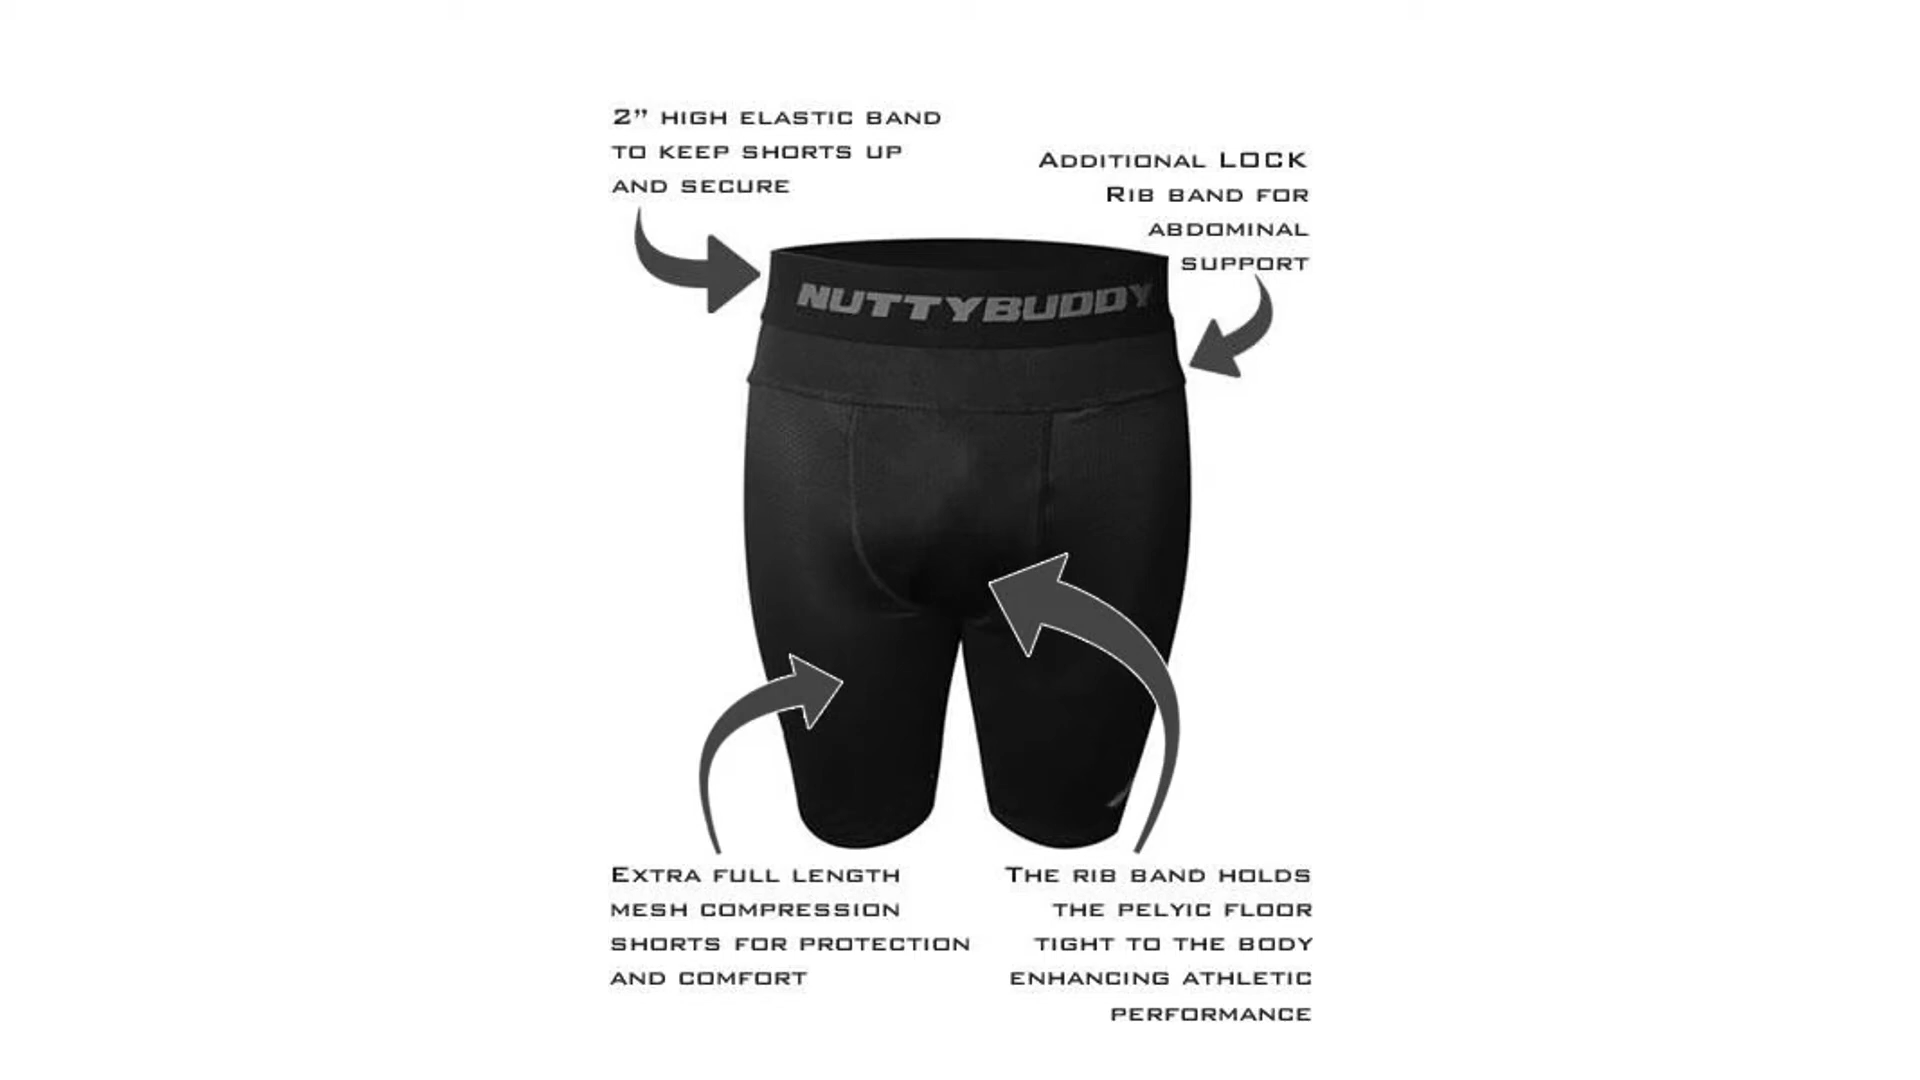 2” HIGH ELASTIC BAND
TO KEEP SHORTS UP
AND SECURE
ADDITIONAL LOCK
RIB BAND FOR
ABDOMINAL
SUPPORT
NUTTYBUDDY
EXTRA FULL LENGTH
MESH COMPRESSION
SHORTS FOR PROTECTION
AND COMFORT
THE RIB BAND HOLDS
THE PELYIC FLOOR
TIGHT TO THE BODY
ENHANCING ATHLETIC
PERFORMANCE